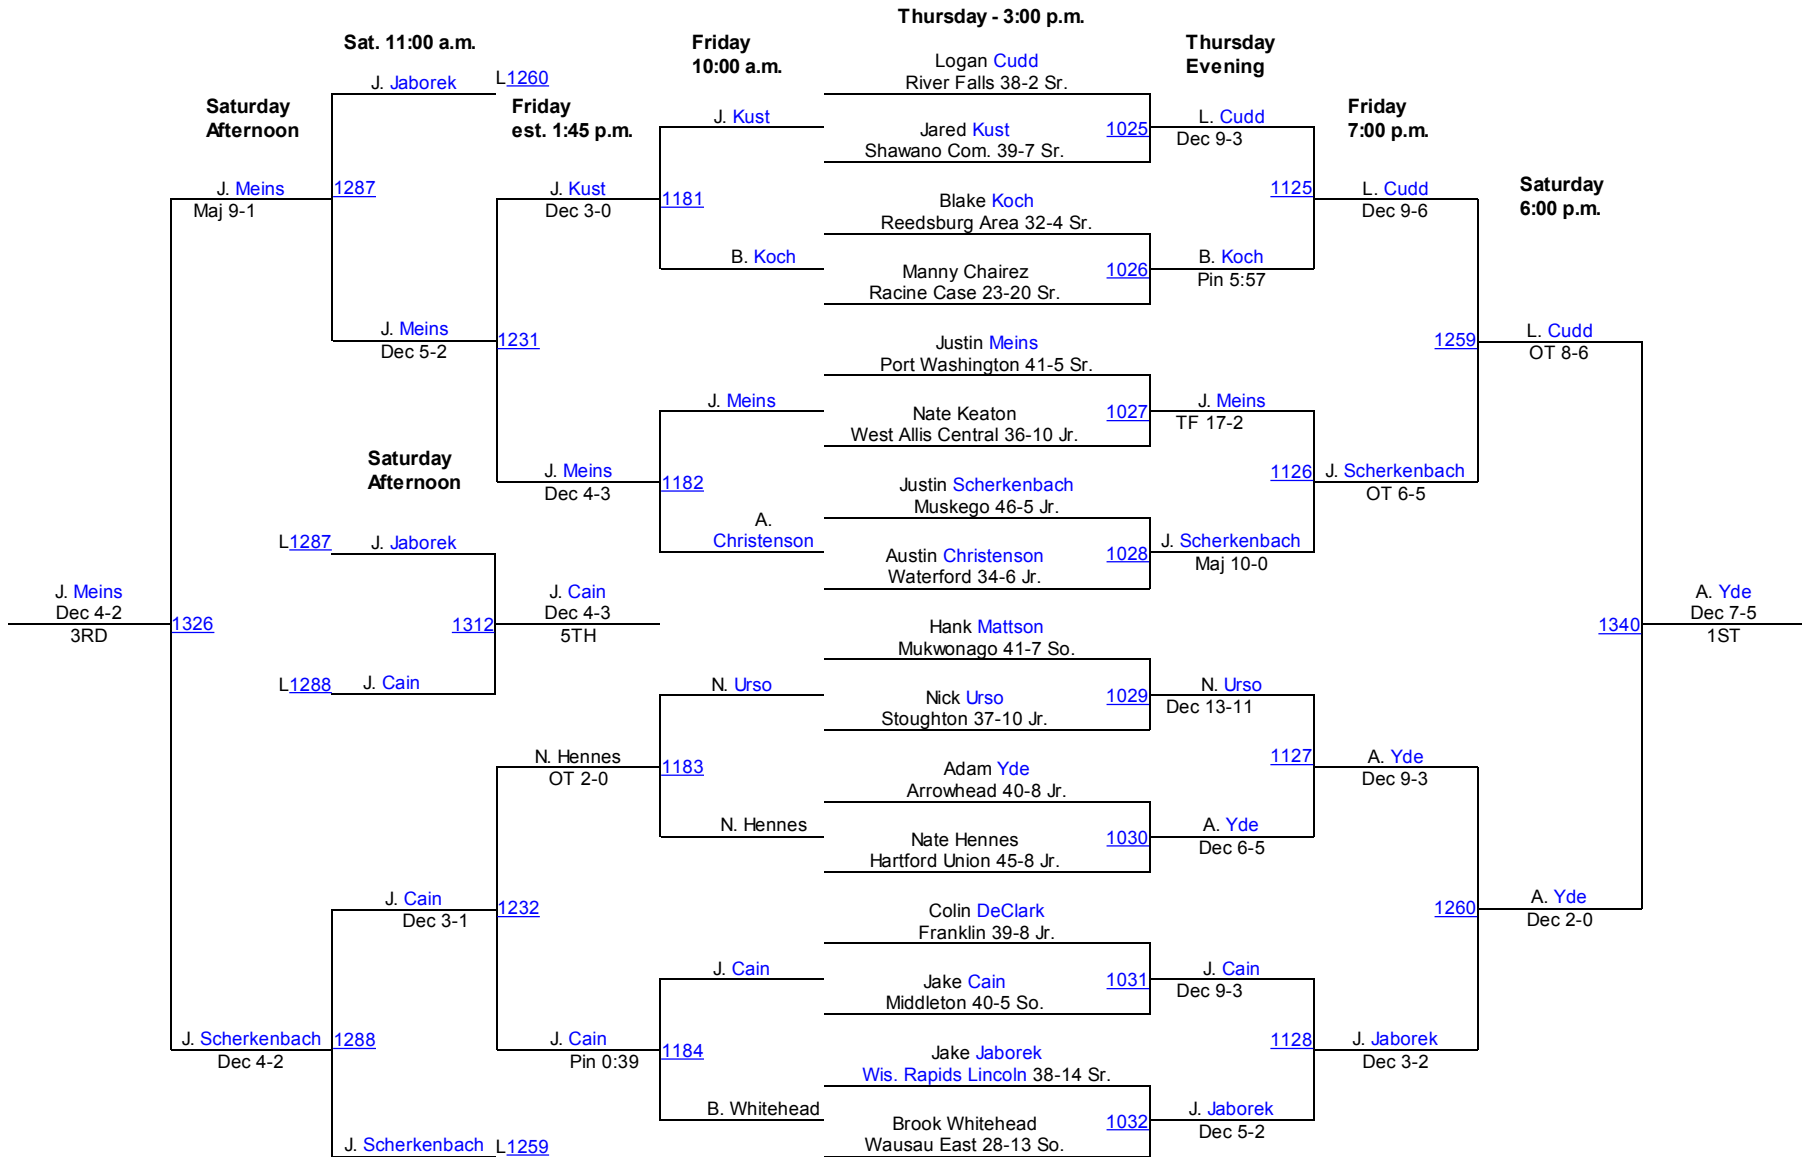 Thursday - 3:00 p.m.
Sat. 11:00 a.m.
Friday
10:00 a.m.
Thursday
Evening
Saturday
Afternoon
Friday
est. 1:45 p.m.
Friday
7:00 p.m.
Saturday
6:00 p.m.
Saturday
Afternoon
Logan Cudd
River Falls 38-2 Sr.
Jared Kust
Shawano Com. 39-7 Sr.
1025
Blake Koch
Reedsburg Area 32-4 Sr.
Manny Chairez
Racine Case 23-20 Sr.
1026
Justin Meins
Port Washington 41-5 Sr.
Nate Keaton
West Allis Central 36-10 Jr.
1027
Justin Scherkenbach
Muskego 46-5 Jr.
Austin Christenson
Waterford 34-6 Jr.
1028
Hank Mattson
Mukwonago 41-7 So.
Nick Urso
Stoughton 37-10 Jr.
1029
Adam Yde
Arrowhead 40-8 Jr.
Nate Hennes
Hartford Union 45-8 Jr.
1030
Colin DeClark
Franklin 39-8 Jr.
Jake Cain
Middleton 40-5 So.
1031
Jake Jaborek
Wis. Rapids Lincoln 38-14 Sr.
Brook Whitehead
Wausau East 28-13 So.
1032
L. Cudd
Dec 9-3
1125
B. Koch
Pin 5:57
J. Meins
TF 17-2
1126
J. Scherkenbach
Maj 10-0
N. Urso
Dec 13-11
1127
A. Yde
Dec 6-5
J. Cain
Dec 9-3
1128
J. Jaborek
Dec 5-2
L. Cudd
Dec 9-6
1259
J. Scherkenbach
OT 6-5
A. Yde
Dec 9-3
1260
J. Jaborek
Dec 3-2
L. Cudd
OT 8-6
1340
A. Yde
Dec 2-0
A. Yde
Dec 7-5
1ST
J. Kust
1181
B. Koch
J. Meins
1182
A.
Christenson
N. Urso
1183
N. Hennes
J. Cain
1184
B. Whitehead
J. Kust
Dec 3-0
1231
J. Meins
Dec 4-3
N. Hennes
OT 2-0
1232
J. Cain
Pin 0:39
J. Jaborek
L1260
1287
J. Meins
Dec 5-2
J. Cain
Dec 3-1
1288
J. Scherkenbach
L1259
J. Meins
Maj 9-1
1326
J. Scherkenbach
Dec 4-2
J. Meins
Dec 4-2
3RD
L1287
J. Jaborek
1312
L1288
J. Cain
J. Cain
Dec 4-3
5TH